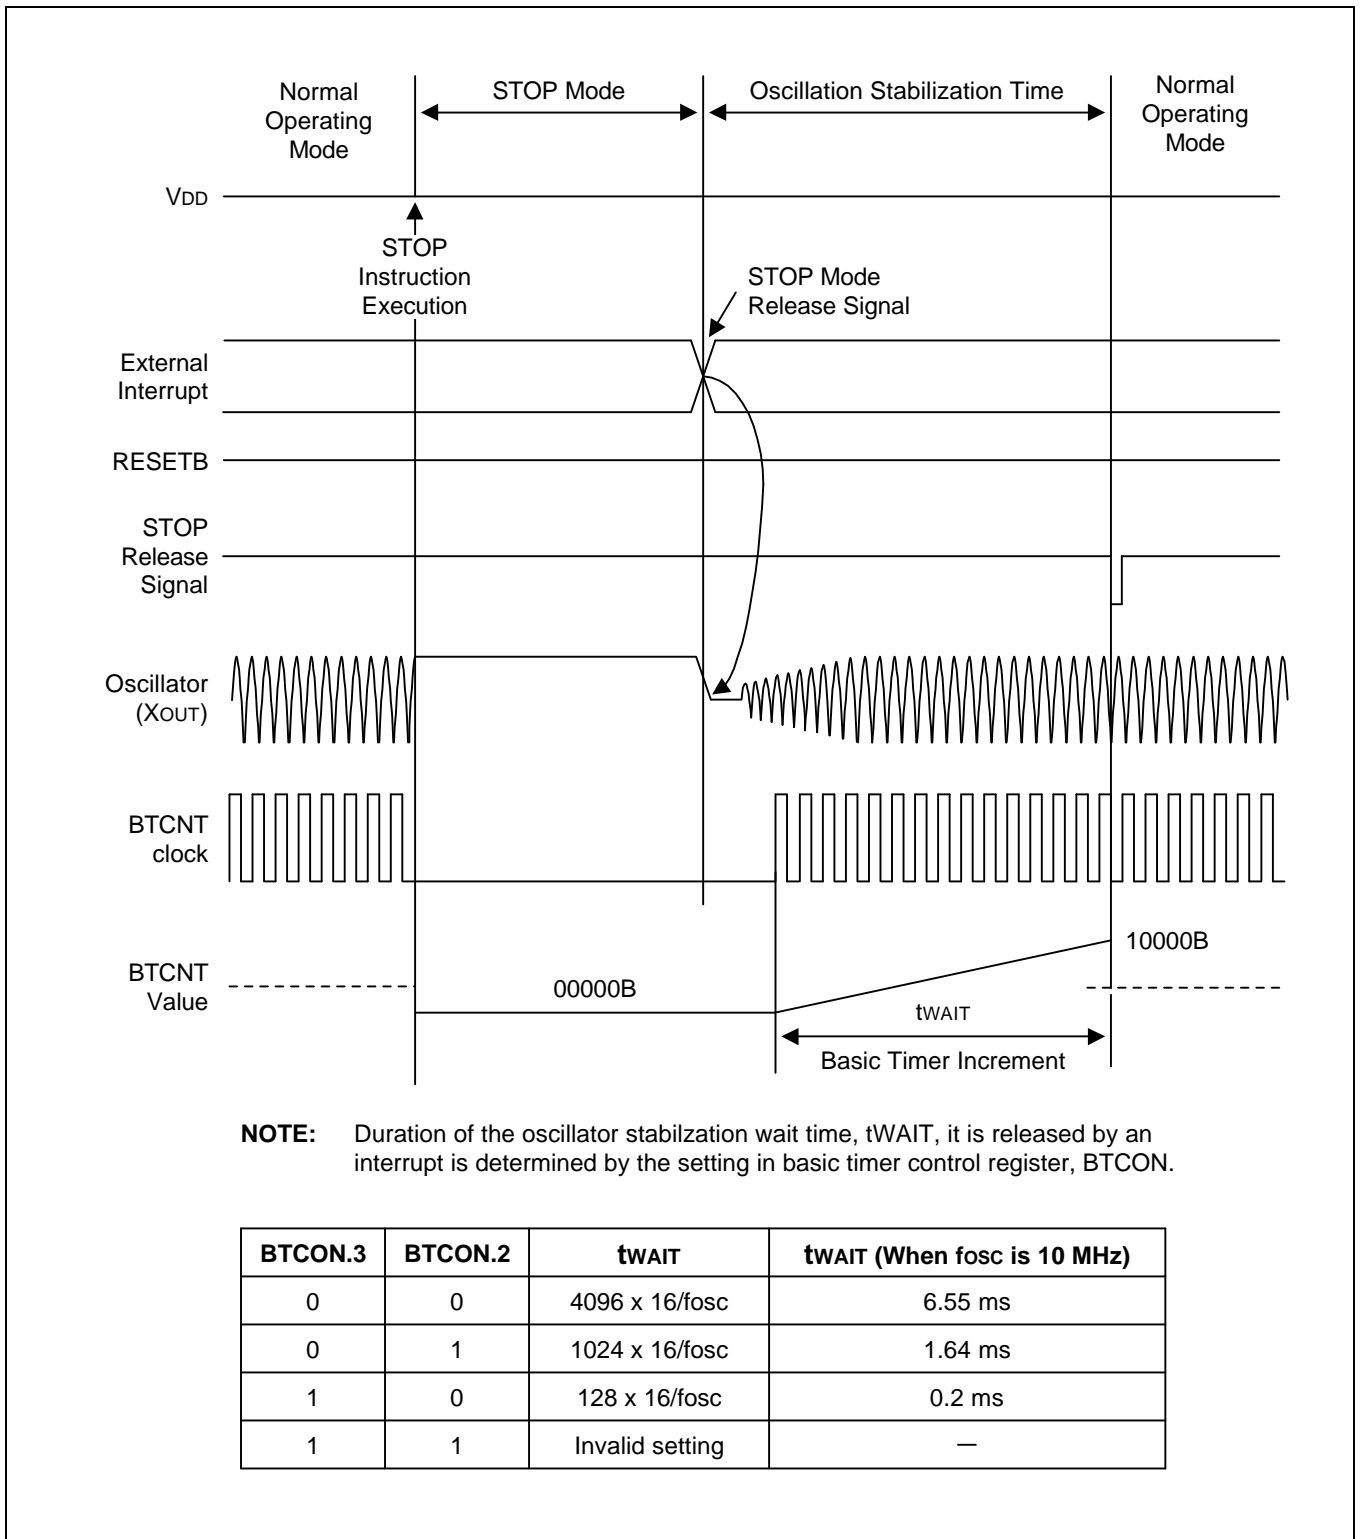 Normal
Operating
Mode
STOP Mode
Oscillation Stabilization Time
Normal
Operating
Mode
VDD
STOP
Instruction
Execution
STOP Mode
Release Signal
External
Interrupt
RESETB
STOP
Release
Signal
Oscillator
(XOUT)
BTCNT
clock
10000B
BTCNT
Value
00000B
tWAIT
Basic Timer Increment
NOTE: Duration of the oscillator stabilzation wait time, tWAIT, it is released by an
interrupt is determined by the setting in basic timer control register, BTCON.
BTCON.3 BTCON.2 tWAIT tWAIT (When fosc is 10 MHz)
0 0 4096 x 16/fosc 6.55 ms
0 1 1024 x 16/fosc 1.64 ms
1 0 128 x 16/fosc 0.2 ms
1 1 Invalid setting –